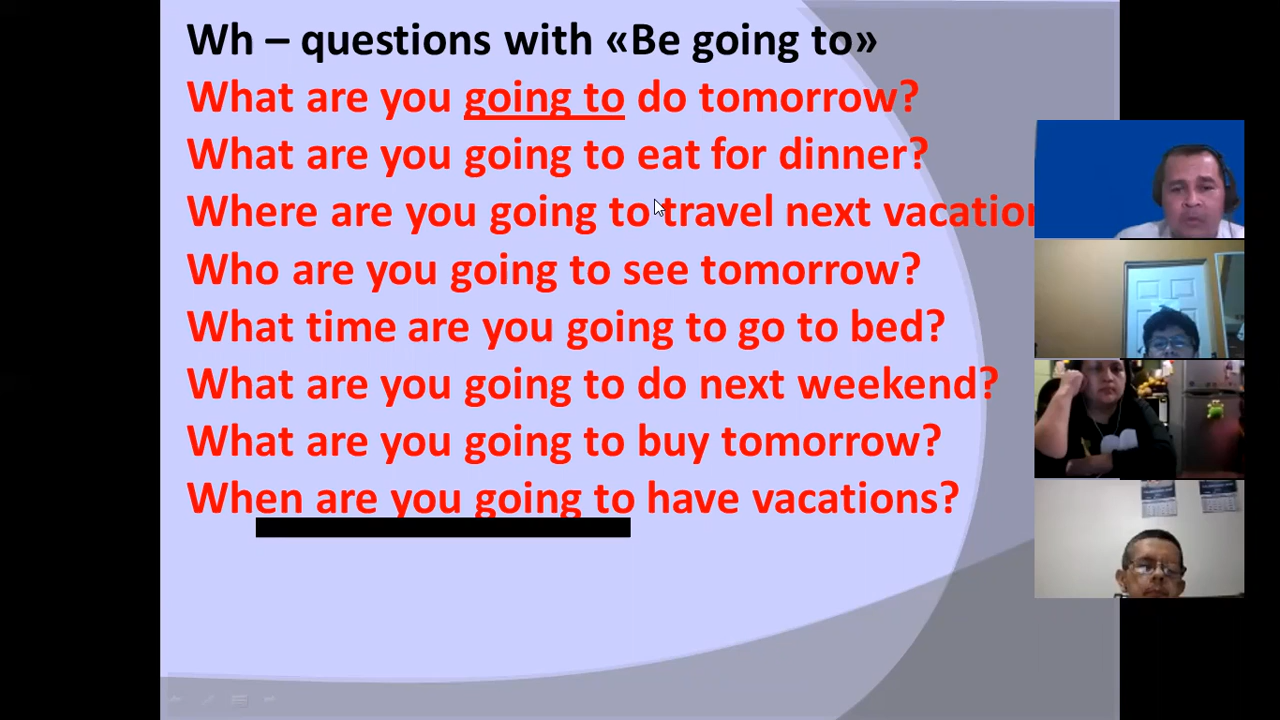 Wh – questions with «Be going to»
What are you going to do tomorrow?
What are you going to eat for dinner?
Where are you going to travel next
Who are you going to see tomorrow?
What time are you going to go to bed?
What are you going to do next weekend?
What are you going to buy tomorrow?
When are you going to have vacations?